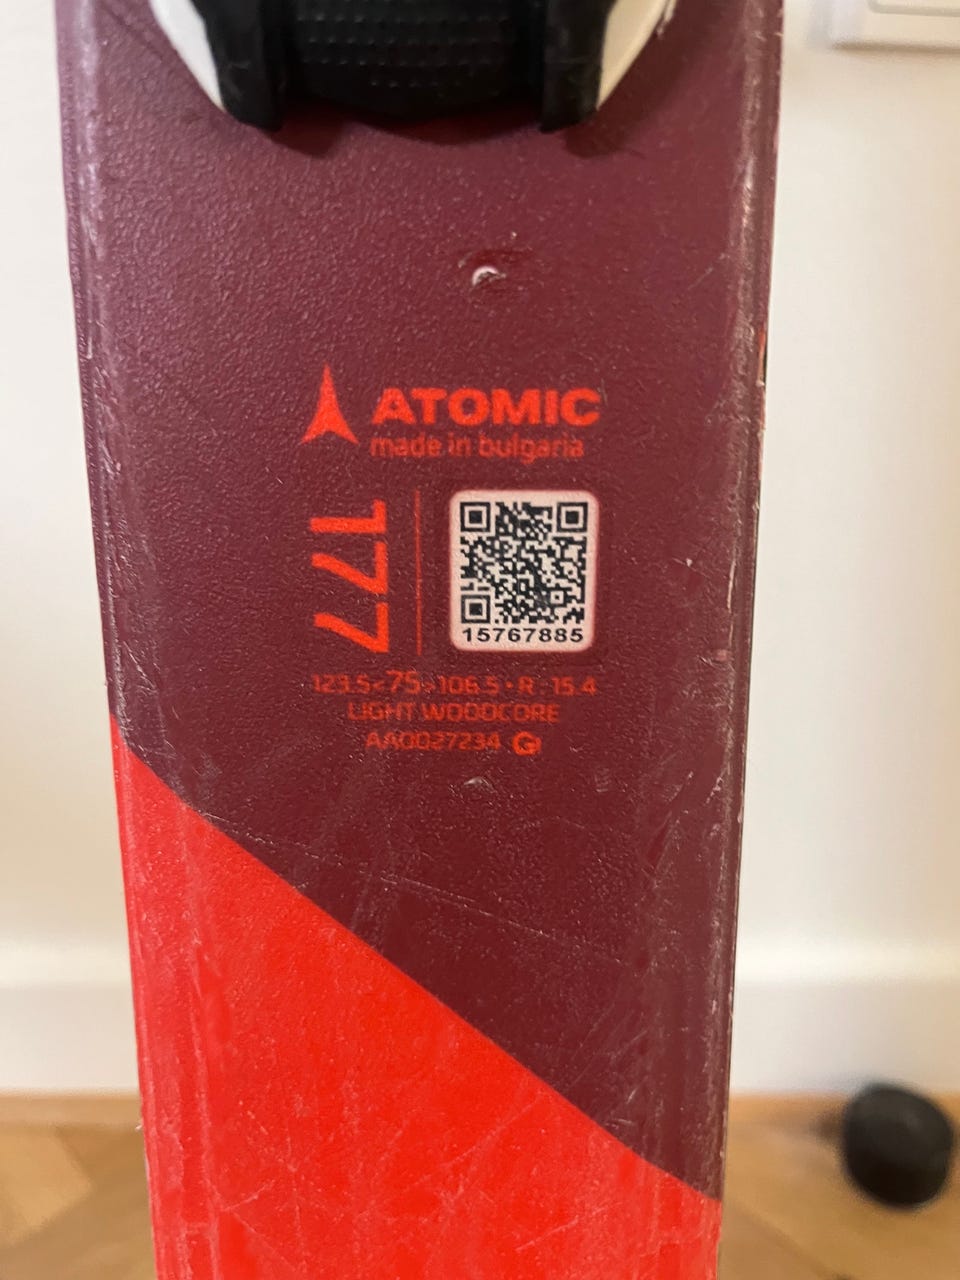 ATOMIC
made in bulgaria
177
15767885
123.5-75-106.5 • R - 15.4
LIGHT WOODCORE
AA0027234